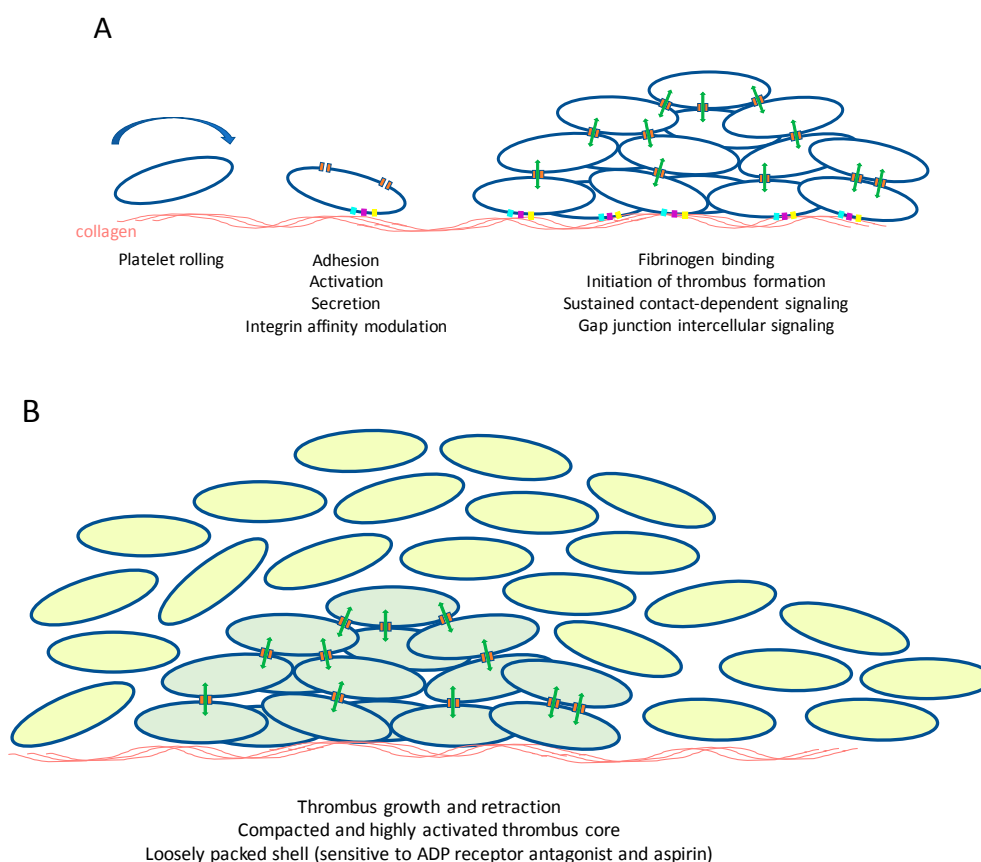 A
collagen
Platelet rolling
Adhesion
Activation
Secretion
Integrin affinity modulation
Fibrinogen binding
Initiation of thrombus formation
Sustained contact-dependent signaling
Gap junction intercellular signaling
B
Thrombus growth and retraction
Compacted and highly activated thrombus core
Loosely packed shell (sensitive to ADP receptor antagonist and aspirin)